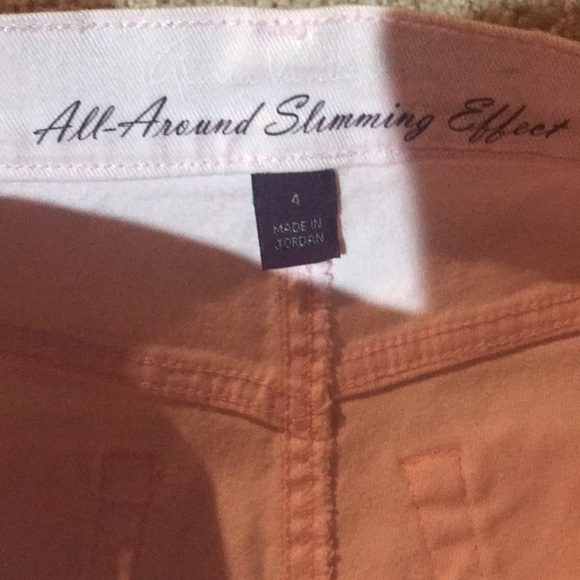 All-Around Slimming Effect
4
MADE IN
JORDAN